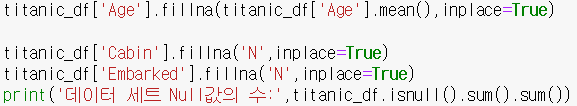 titanic_df['Age'].fillna(titanic_df['Age'].mean(),inplace=True)
titanic_df['Cabin'].fillna('N',inplace=True)
titanic_df['Embarked'].fillna('N',inplace=True)
print('데이터 세트 Null값의 수:',titanic_df.isnull().sum().sum())